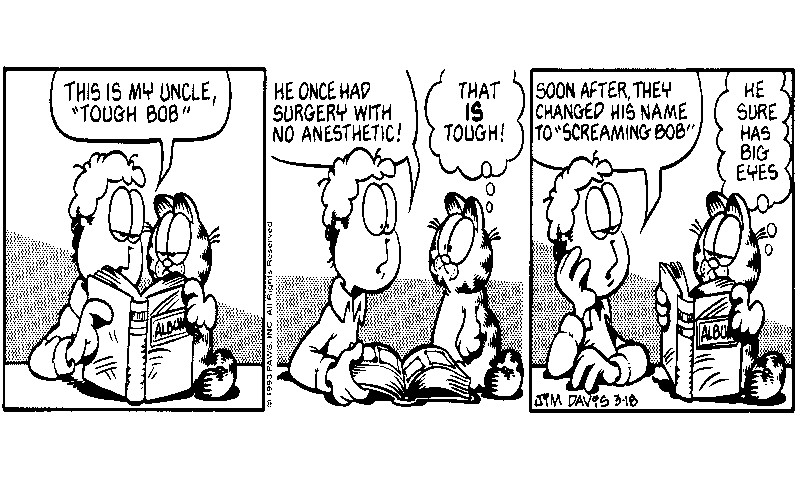 THIS IS MY UNCLE,
"TOUGH BOB"
ALBUM
HE ONCE HAD
SURGERY WITH
NO ANESTHETIC!
THAT
IS
TOUGH!
© 1993 PAWS, INC. All Rights Reserved
SOON AFTER, THEY
CHANGED HIS NAME
TO "SCREAMING BOB"
HE
SURE
HAS
BIG
EYES
ALBUM
JIM DAVIS 3-18